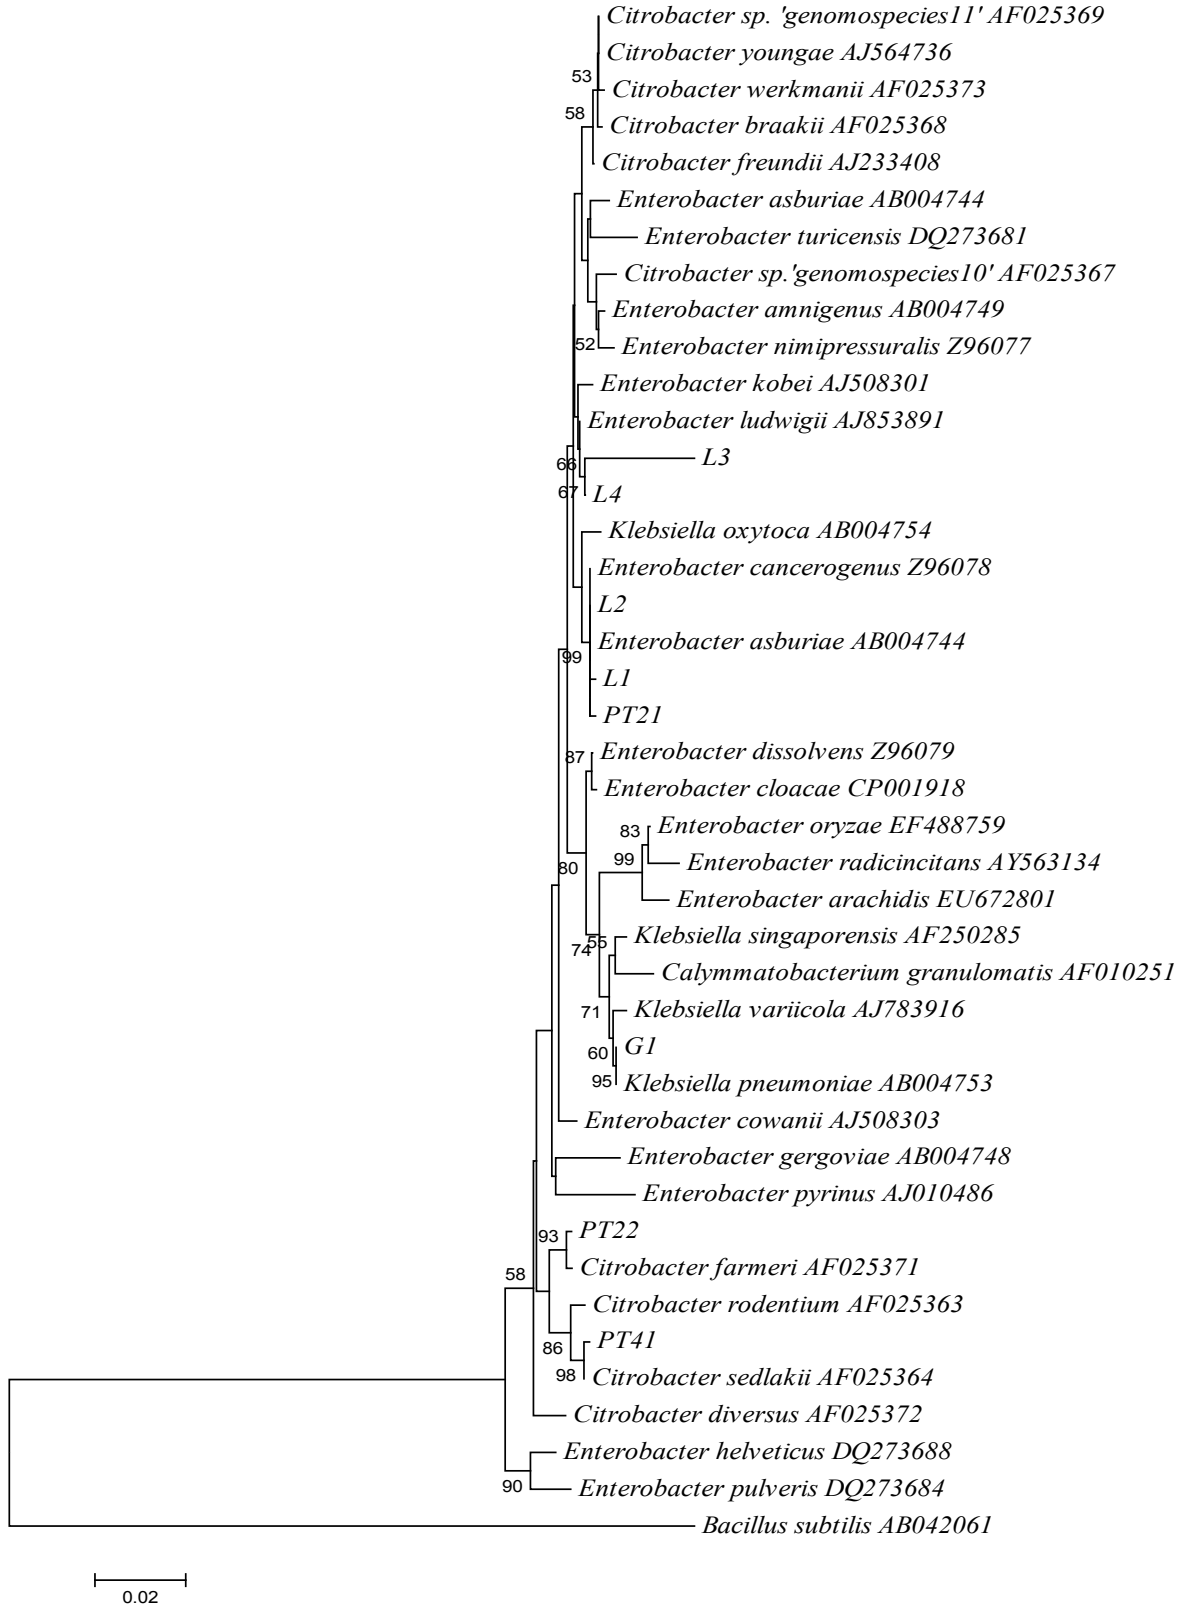 Citrobacter sp. 'genomospecies11' AF025369
Citrobacter youngae AJ564736
53
Citrobacter werkmanii AF025373
58
Citrobacter braakii AF025368
Citrobacter freundii AJ233408
Enterobacter asburiae AB004744
Enterobacter turicensis DQ273681
Citrobacter sp.'genomospecies10' AF025367
Enterobacter amnigenus AB004749
52
Enterobacter nimipressuralis Z96077
Enterobacter kobei AJ508301
Enterobacter ludwigii AJ853891
66
L3
67
L4
Klebsiella oxytoca AB004754
Enterobacter cancerogenus Z96078
L2
Enterobacter asburiae AB004744
99
L1
PT21
87
Enterobacter dissolvens Z96079
Enterobacter cloacae CP001918
83
Enterobacter oryzae EF488759
99
Enterobacter radicincitans AY563134
80
Enterobacter arachidis EU672801
74
55
Klebsiella singaporensis AF250285
Calymmatobacterium granulomatis AF010251
71
Klebsiella variicola AJ783916
60
G1
95
Klebsiella pneumoniae AB004753
Enterobacter cowanii AJ508303
Enterobacter gergoviae AB004748
Enterobacter pyrinus AJ010486
93
PT22
58
Citrobacter farmeri AF025371
Citrobacter rodentium AF025363
86
PT41
98
Citrobacter sedlakii AF025364
Citrobacter diversus AF025372
Enterobacter helveticus DQ273688
90
Enterobacter pulveris DQ273684
Bacillus subtilis AB042061
0.02